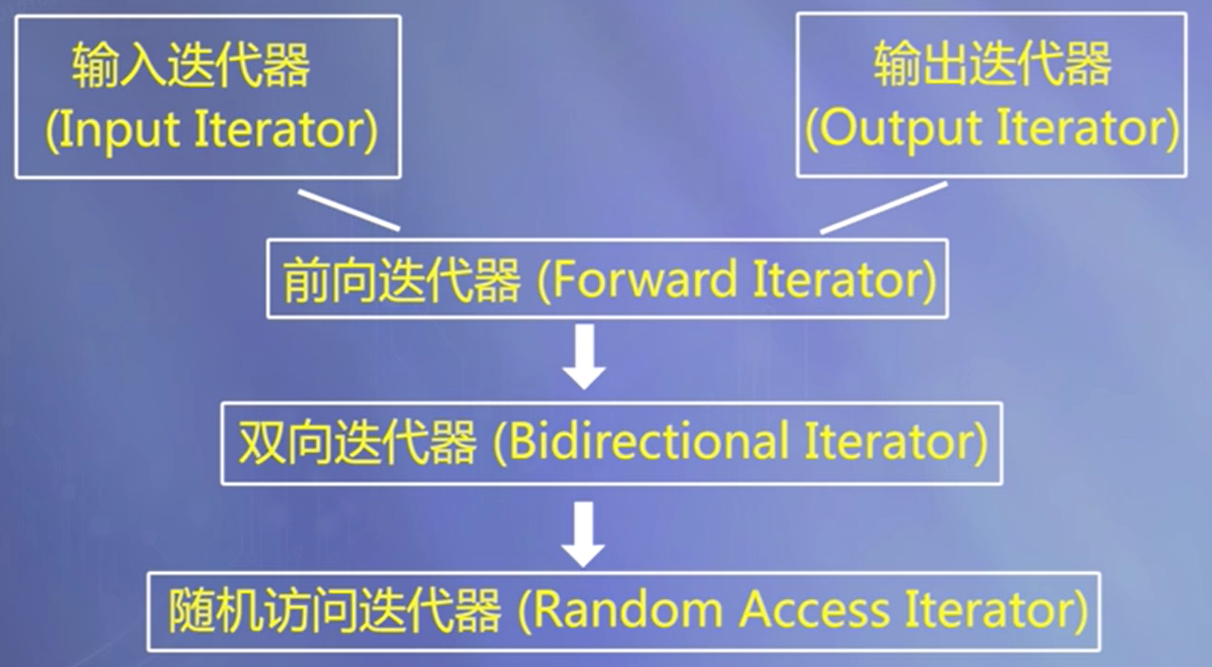 输入迭代器
(Input Iterator)
输出迭代器
(Output Iterator)
前向迭代器 (Forward Iterator)
双向迭代器 (Bidirectional Iterator)
随机访问迭代器 (Random Access Iterator)